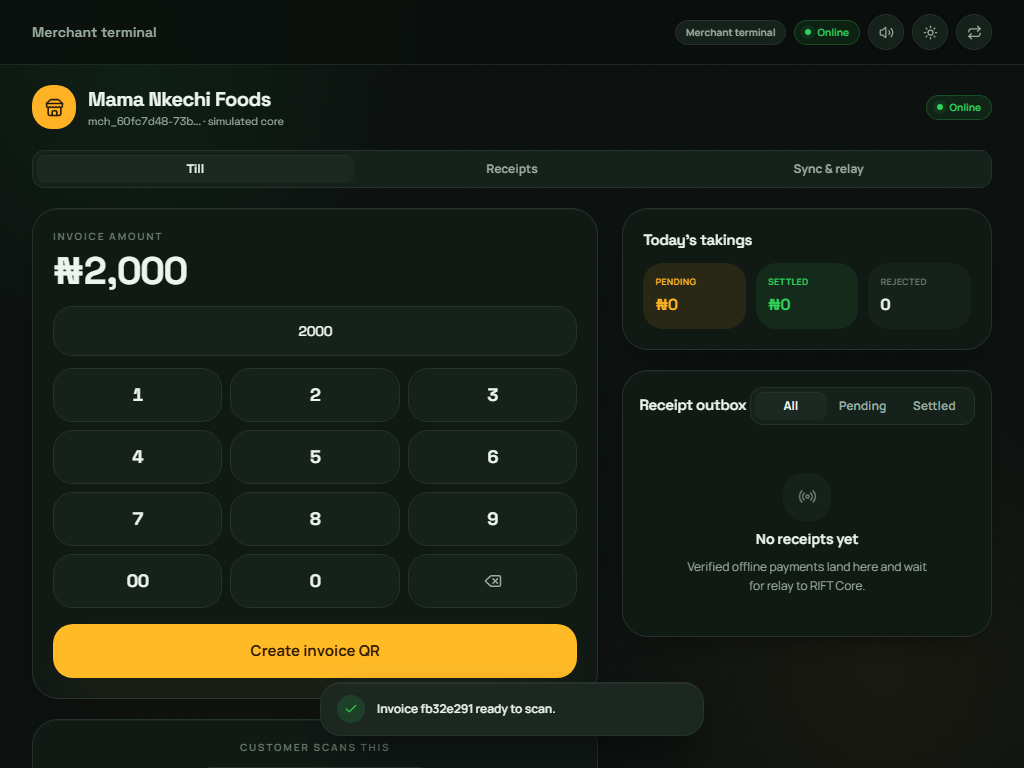 Merchant terminal
Merchant terminal
Online
Mama Nkechi Foods
mch_60fc7d48-73b… · simulated core
Online
Till
Receipts
Sync & relay
INVOICE AMOUNT
₦2,000
2000
1
2
3
4
5
6
7
8
9
00
0
Create invoice QR
Today's takings
PENDING
₦0
SETTLED
₦0
REJECTED
0
Receipt outbox
All
Pending
Settled
No receipts yet
Verified offline payments land here and wait
for relay to RIFT Core.
Invoice fb32e291 ready to scan.
CUSTOMER SCANS THIS